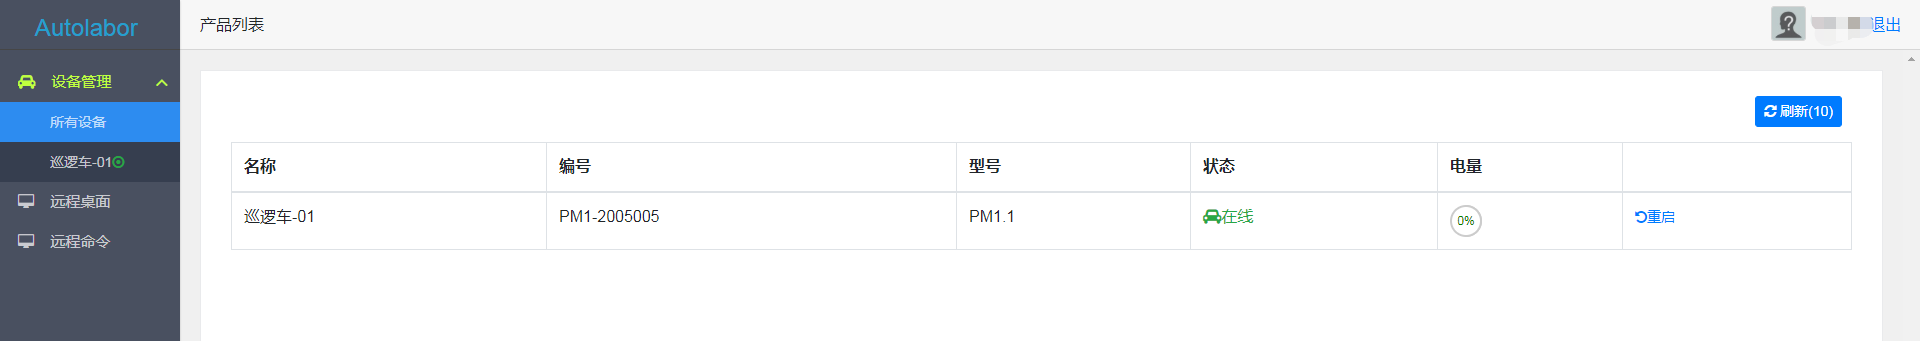 Autolabor
产品列表
退出
设备管理
所有设备
巡逻车-01
远程桌面
远程命令
刷新(10)
名称 编号 型号 状态 电量
巡逻车-01 PM1-2005005 PM1.1 在线 0% 重启